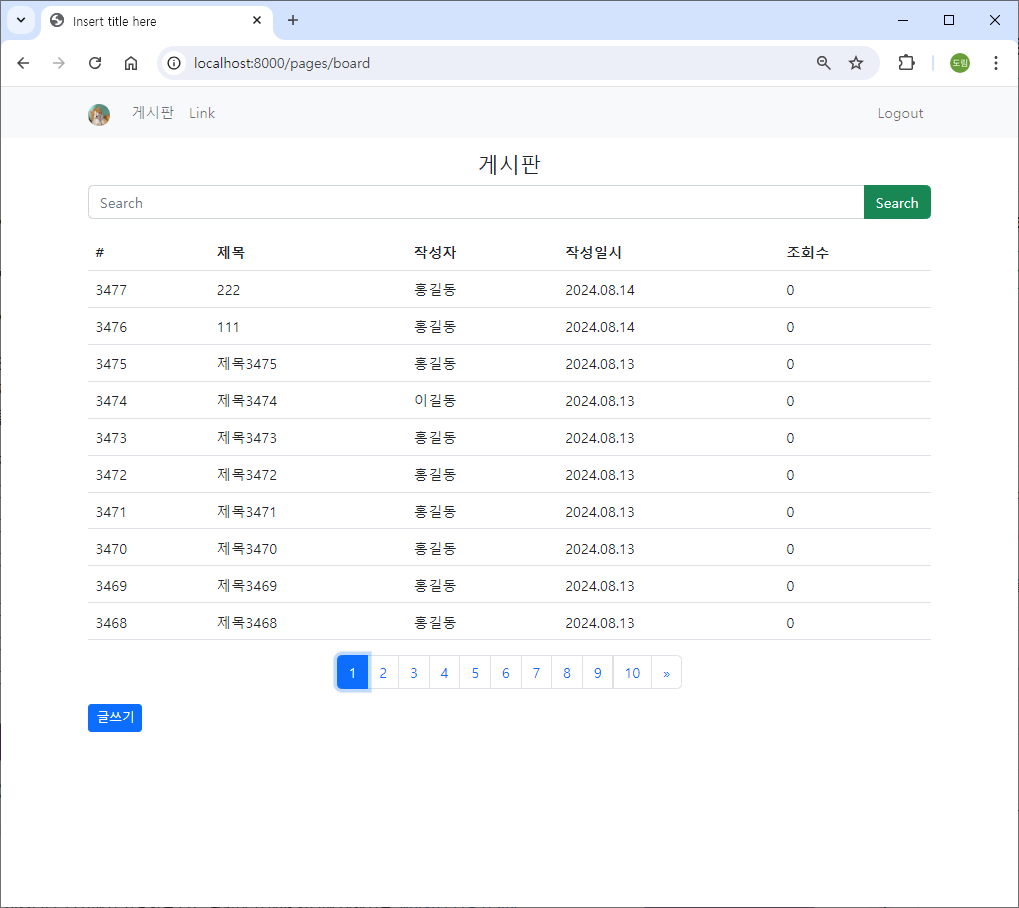 Insert title here
localhost:8000/pages/board
도림
게시판 Link Logout
게시판
Search Search
# 제목 작성자 작성일시 조회수
3477 222 홍길동 2024.08.14 0
3476 111 홍길동 2024.08.14 0
3475 제목3475 홍길동 2024.08.13 0
3474 제목3474 이길동 2024.08.13 0
3473 제목3473 홍길동 2024.08.13 0
3472 제목3472 홍길동 2024.08.13 0
3471 제목3471 홍길동 2024.08.13 0
3470 제목3470 홍길동 2024.08.13 0
3469 제목3469 홍길동 2024.08.13 0
3468 제목3468 홍길동 2024.08.13 0
1 2 3 4 5 6 7 8 9 10 »
글쓰기